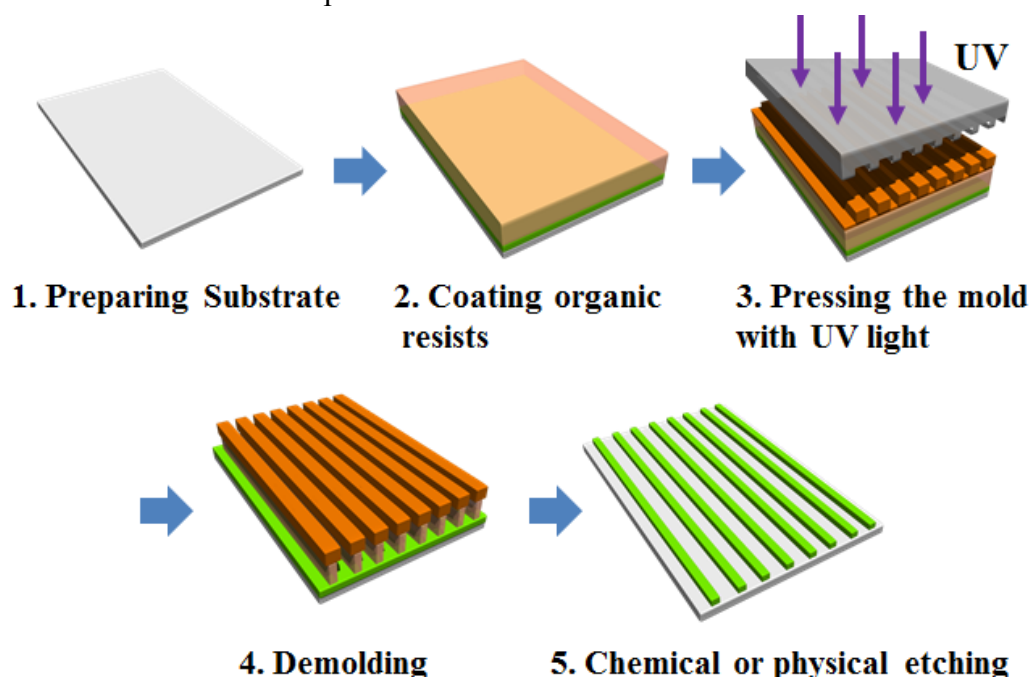 UV
1. Preparing Substrate
2. Coating organic
resists
3. Pressing the mold
with UV light
4. Demolding
5. Chemical or physical etching